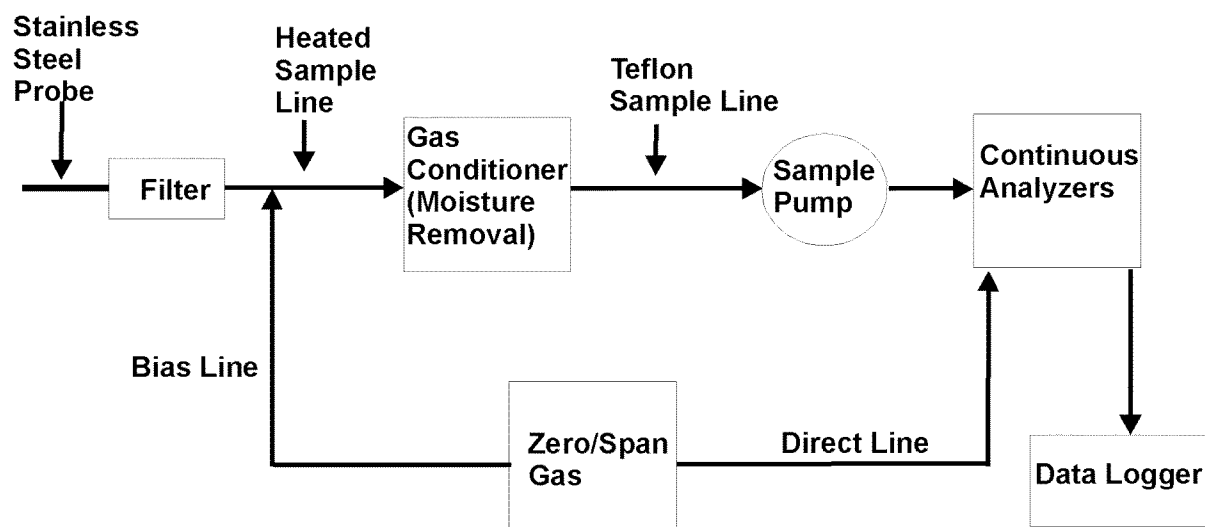 Stainless
Steel
Probe
Heated
Sample
Line
Teflon
Sample Line
Filter
Gas
Conditioner
(Moisture
Removal)
Sample
Pump
Continuous
Analyzers
Bias Line
Zero/Span
Gas
Direct Line
Data Logger